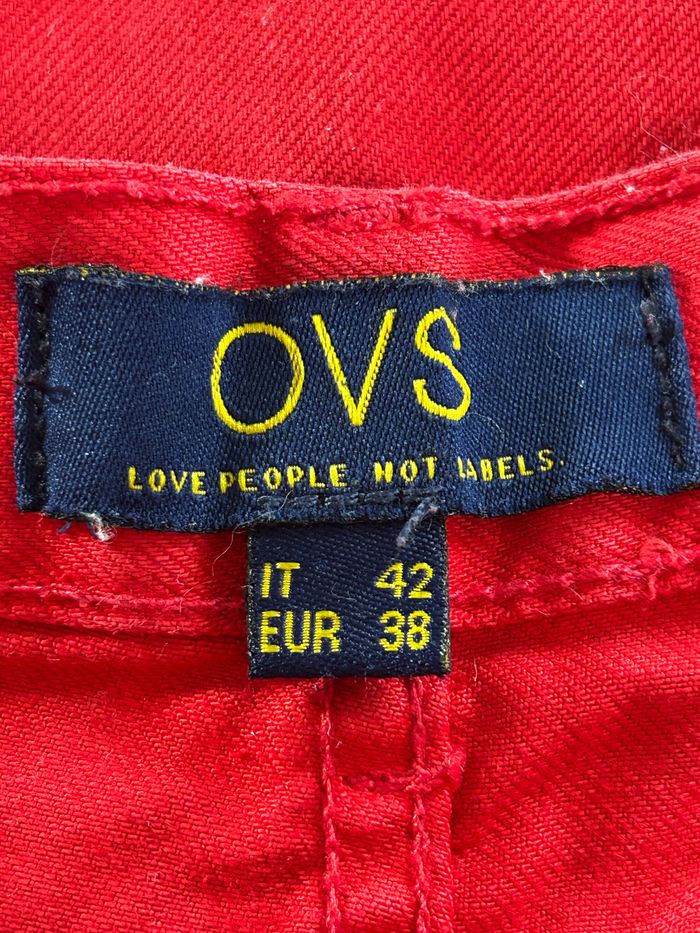 OVS
LOVE PEOPLE. NOT LABELS.
IT 42
EUR 38